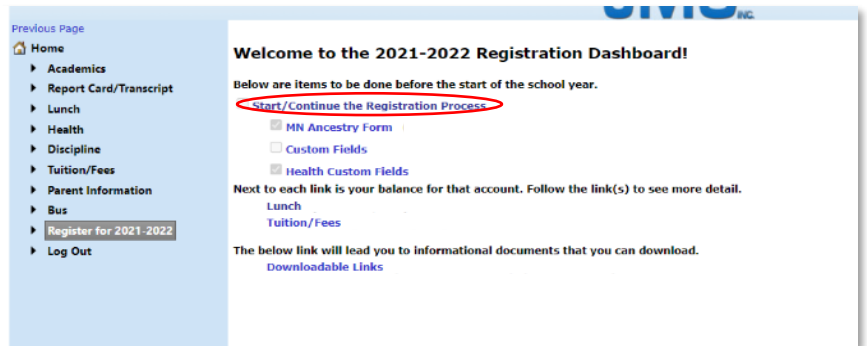 INC.
Previous Page
Home
Academics
Report Card/Transcript
Lunch
Health
Discipline
Tuition/Fees
Parent Information
Bus
Register for 2021-2022
Log Out
Welcome to the 2021-2022 Registration Dashboard!
Below are items to be done before the start of the school year.
Start/Continue the Registration Process
MN Ancestry Form
Custom Fields
Health Custom Fields
Next to each link is your balance for that account. Follow the link(s) to see more detail.
Lunch
Tuition/Fees
The below link will lead you to informational documents that you can download.
Downloadable Links